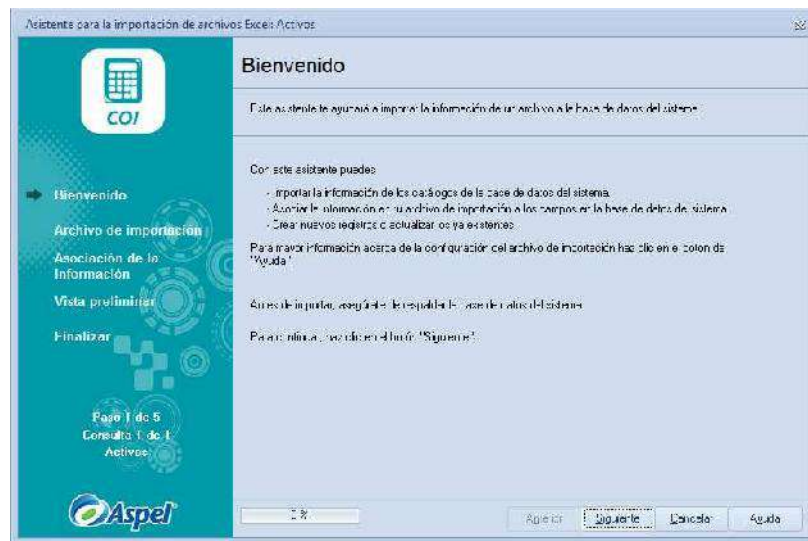 Asistente para la importación de archivos Excel: Activos
COI
Bienvenido
Archivo de importación
Asociación de la
Información
Vista preliminar
Finalizar
Paso 1 de 5
Consulta 1 de 1
Activos
Aspel
Bienvenido
Este asistente te ayudará a importar la información de un archivo a la base de datos del sistema.
Con este asistente puedes
- Importar la información de los catálogos de la base de datos del sistema.
- Asociar la información en tu archivo de importación a los campos en la base de datos del sistema
- Crear nuevos registros o actualizar los ya existentes
Para mayor información acerca de la configuración del archivo de importación haz clic en el botón de
"Ayuda"
Antes de importar, asegúrate de respaldar la base de datos del sistema
Para continuar, haz clic en el botón "Siguiente".
0 %
Anterior
Siguiente
Cancelar
Ayuda